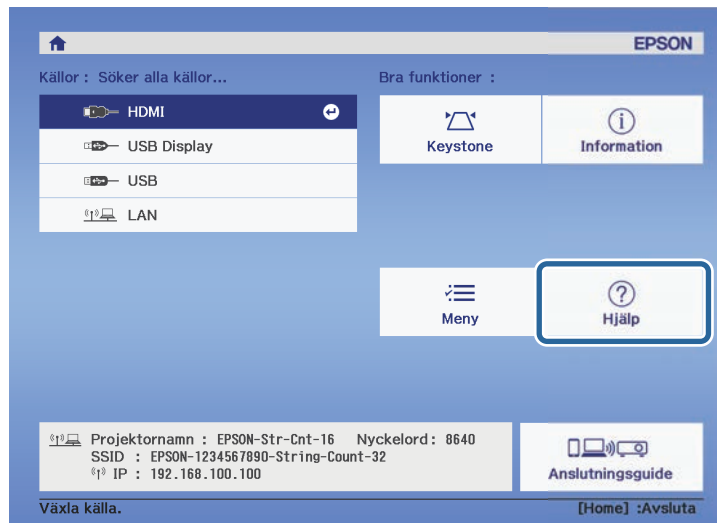 EPSON
Källor : Söker alla källor...
Bra funktioner :
HDMI
USB Display
USB
LAN
Keystone
Information
Meny
Hjälp
Projektornamn : EPSON-Str-Cnt-16 Nyckelord : 8640
SSID : EPSON-1234567890-String-Count-32
IP : 192.168.100.100
Anslutningsguide
Växla källa.
[Home] :Avsluta